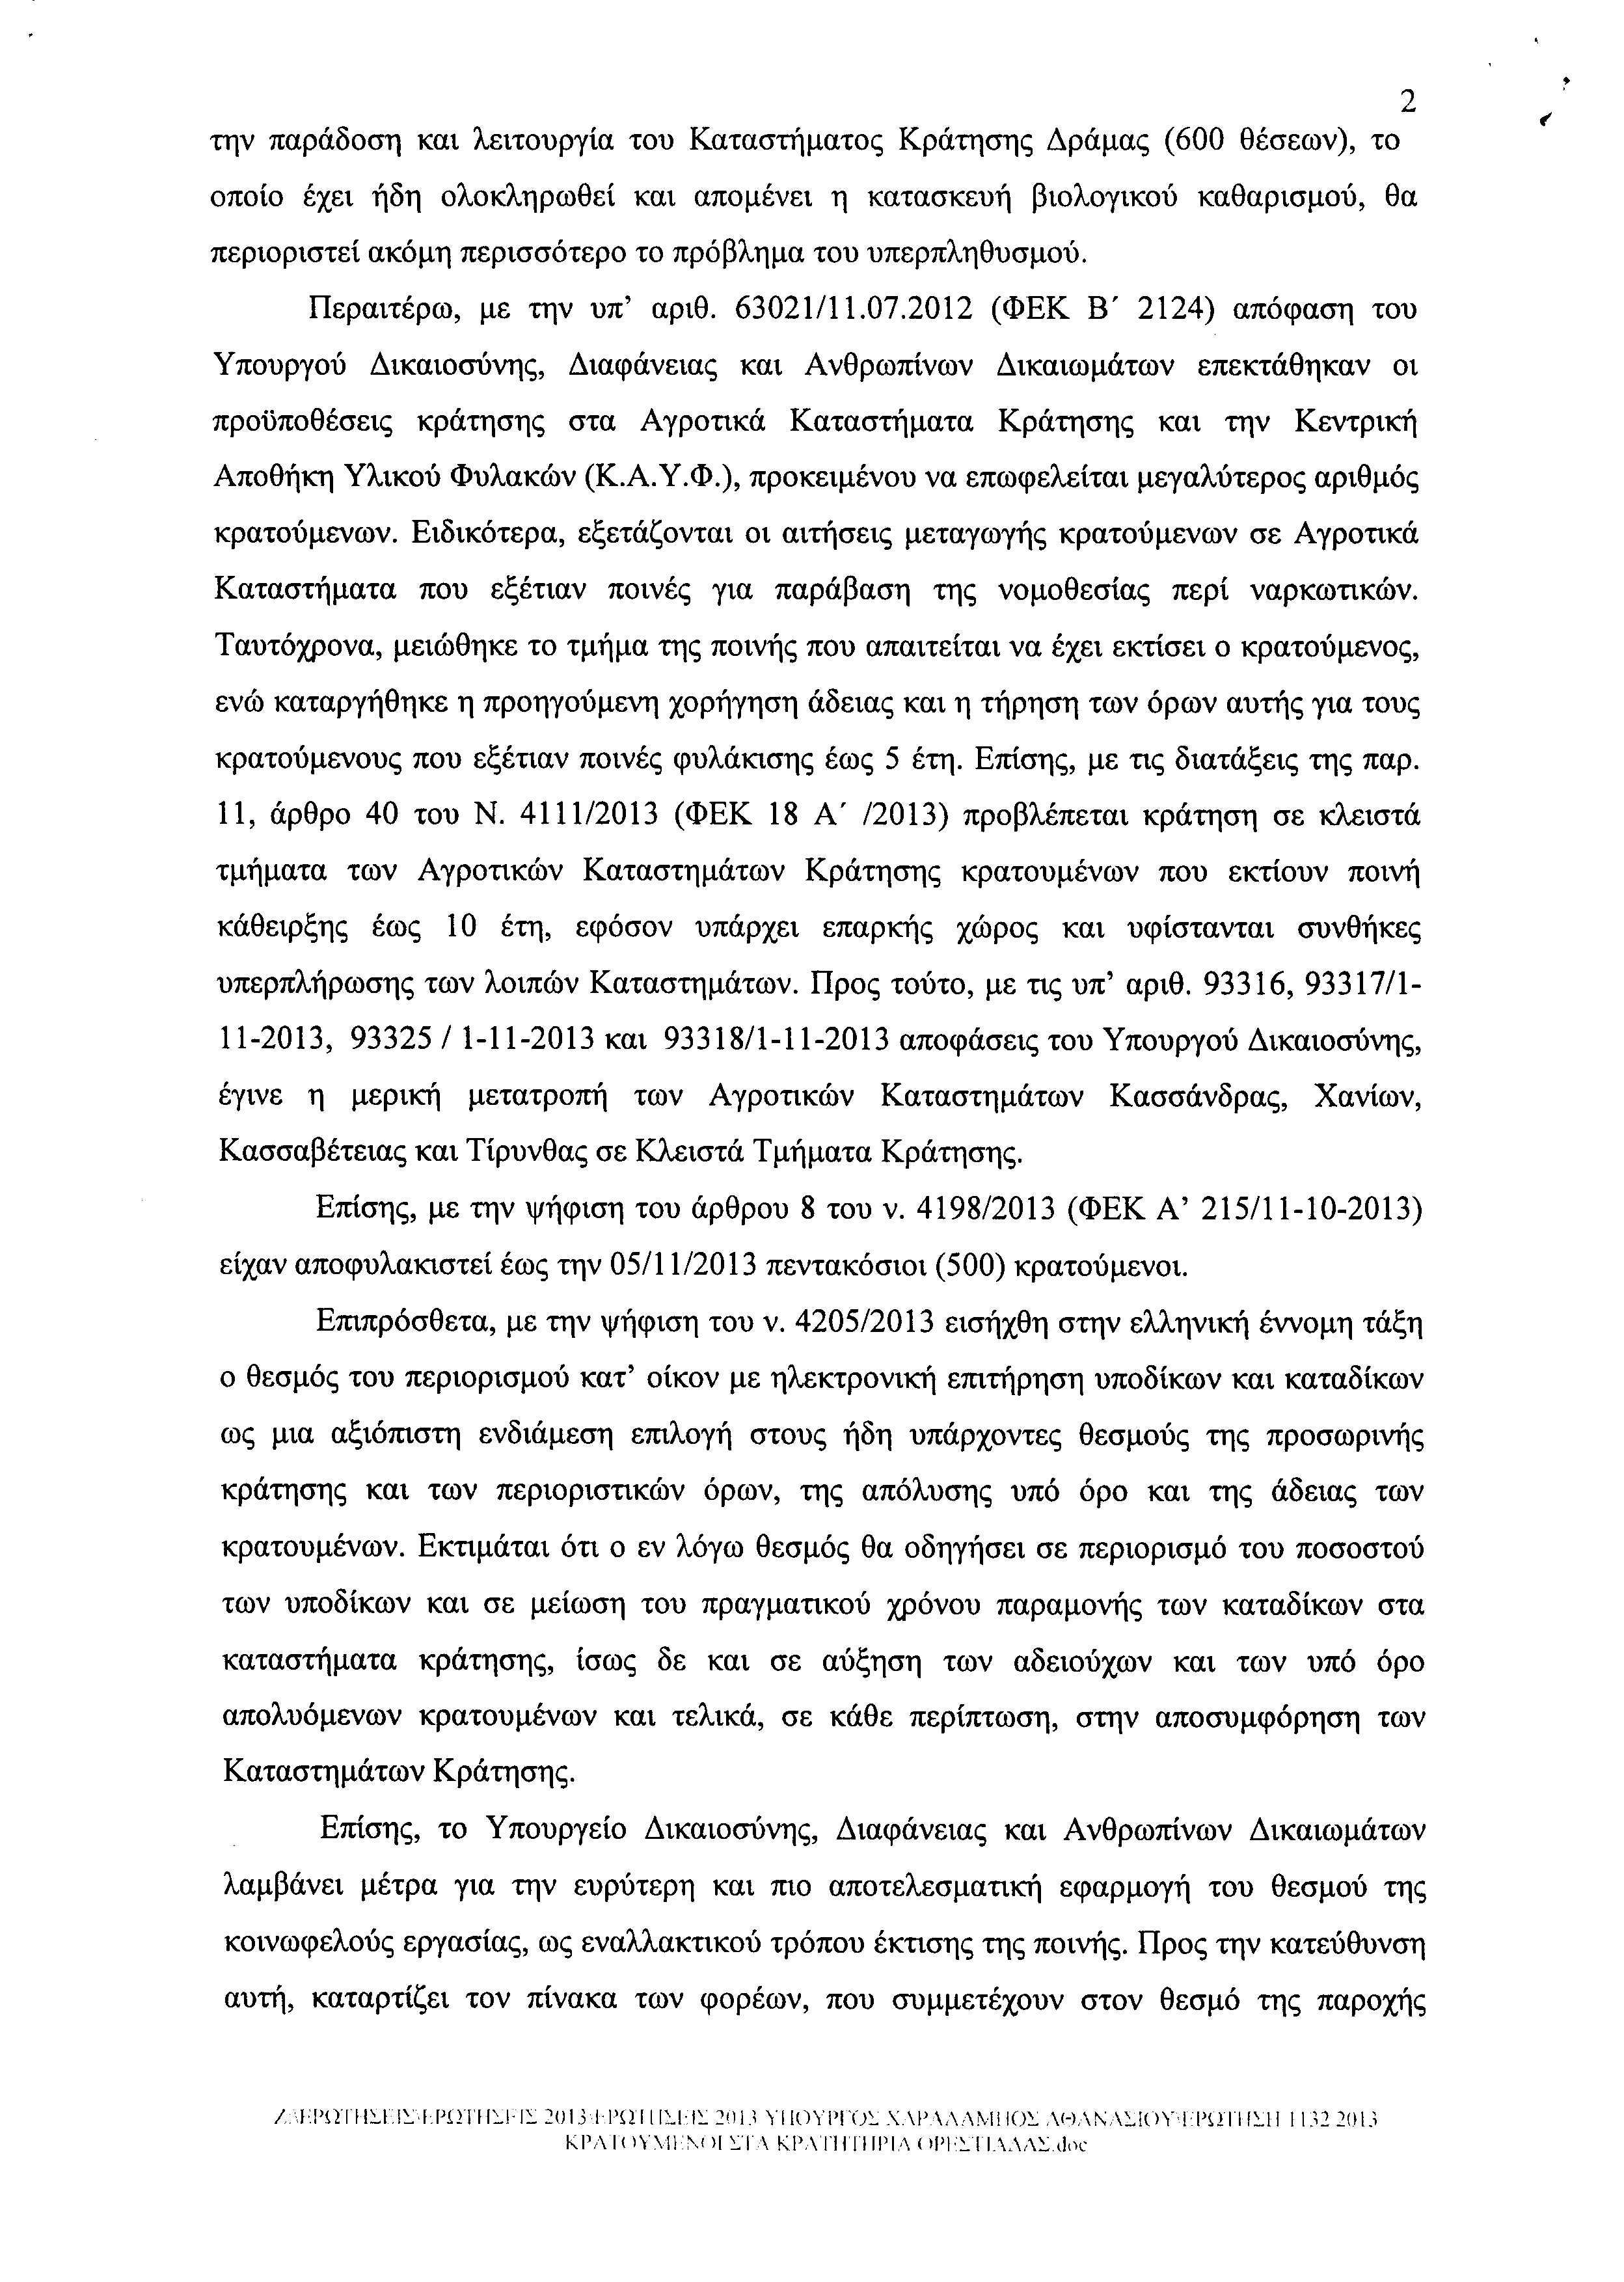 2
την παράδοση και λειτουργία του Καταστήματος Κράτησης Δράμας (600 θέσεων), το
οποίο έχει ήδη ολοκληρωθεί και απομένει η κατασκευή βιολογικού καθαρισμού, θα
περιοριστεί ακόμη περισσότερο το πρόβλημα του υπερπληθυσμού.
Περαιτέρω, με την υπ’ αριθ. 63021/11.07.2012 (ΦΕΚ Β΄ 2124) απόφαση του
Υπουργού Δικαιοσύνης, Διαφάνειας και Ανθρωπίνων Δικαιωμάτων επεκτάθηκαν οι
προϋποθέσεις κράτησης στα Αγροτικά Καταστήματα Κράτησης και την Κεντρική
Αποθήκη Υλικού Φυλακών (Κ.Α.Υ.Φ.), προκειμένου να επωφελείται μεγαλύτερος αριθμός
κρατούμενων. Ειδικότερα, εξετάζονται οι αιτήσεις μεταγωγής κρατούμενων σε Αγροτικά
Καταστήματα που εξέτιαν ποινές για παράβαση της νομοθεσίας περί ναρκωτικών.
Ταυτόχρονα, μειώθηκε το τμήμα της ποινής που απαιτείται να έχει εκτίσει ο κρατούμενος,
ενώ καταργήθηκε η προηγούμενη χορήγηση άδειας και η τήρηση των όρων αυτής για τους
κρατούμενους που εξέτιαν ποινές φυλάκισης έως 5 έτη. Επίσης, με τις διατάξεις της παρ.
11, άρθρο 40 του Ν. 4111/2013 (ΦΕΚ 18 Α΄ /2013) προβλέπεται κράτηση σε κλειστά
τμήματα των Αγροτικών Καταστημάτων Κράτησης κρατουμένων που εκτίουν ποινή
κάθειρξης έως 10 έτη, εφόσον υπάρχει επαρκής χώρος και υφίστανται συνθήκες
υπερπλήρωσης των λοιπών Καταστημάτων. Προς τούτο, με τις υπ’ αριθ. 93316, 93317/1-
11-2013, 93325 / 1-11-2013 και 93318/1-11-2013 αποφάσεις του Υπουργού Δικαιοσύνης,
έγινε η μερική μετατροπή των Αγροτικών Καταστημάτων Κασσάνδρας, Χανίων,
Κασσαβέτειας και Τίρυνθας σε Κλειστά Τμήματα Κράτησης.
Επίσης, με την ψήφιση του άρθρου 8 του ν. 4198/2013 (ΦΕΚ Α’ 215/11-10-2013)
είχαν αποφυλακιστεί έως την 05/11/2013 πεντακόσιοι (500) κρατούμενοι.
Επιπρόσθετα, με την ψήφιση του ν. 4205/2013 εισήχθη στην ελληνική έννομη τάξη
ο θεσμός του περιορισμού κατ’ οίκον με ηλεκτρονική επιτήρηση υποδίκων και καταδίκων
ως μια αξιόπιστη ενδιάμεση επιλογή στους ήδη υπάρχοντες θεσμούς της προσωρινής
κράτησης και των περιοριστικών όρων, της απόλυσης υπό όρο και της άδειας των
κρατουμένων. Εκτιμάται ότι ο εν λόγω θεσμός θα οδηγήσει σε περιορισμό του ποσοστού
των υποδίκων και σε μείωση του πραγματικού χρόνου παραμονής των καταδίκων στα
καταστήματα κράτησης, ίσως δε και σε αύξηση των αδειούχων και των υπό όρο
απολυόμενων κρατουμένων και τελικά, σε κάθε περίπτωση, στην αποσυμφόρηση των
Καταστημάτων Κράτησης.
Επίσης, το Υπουργείο Δικαιοσύνης, Διαφάνειας και Ανθρωπίνων Δικαιωμάτων
λαμβάνει μέτρα για την ευρύτερη και πιο αποτελεσματική εφαρμογή του θεσμού της
κοινωφελούς εργασίας, ως εναλλακτικού τρόπου έκτισης της ποινής. Προς την κατεύθυνση
αυτή, καταρτίζει τον πίνακα των φορέων, που συμμετέχουν στον θεσμό της παροχής
Ζ:\ΕΡΩΤΗΣΕΙΣ\ΕΡΩΤΗΣΕΙΣ 2013\ΕΡΩΤΗΣΕΙΣ 2013 ΥΠΟΥΡΓΟΣ ΧΑΡΑΛΑΜΠΟΣ ΑΘΑΝΑΣΙΟΥ\ΕΡΩΤΗΣΗ 1132 2013
ΚΡΑΤΟΥΜΕΝΟΙ ΣΤΑ ΚΡΑΤΗΤΗΡΙΑ ΟΡΕΣΤΙΑΔΑΣ.doc